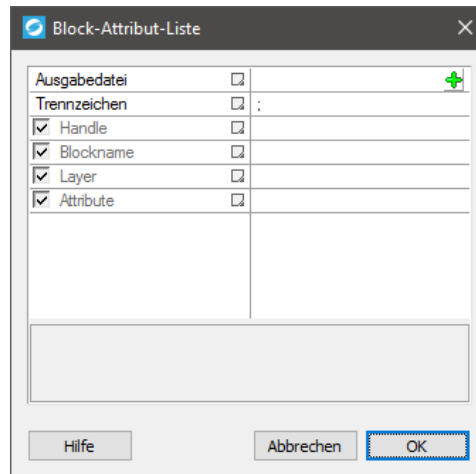 Block-Attribut-Liste
Ausgabedatei
Trennzeichen ;
Handle
Blockname
Layer
Attribute
Hilfe Abbrechen OK